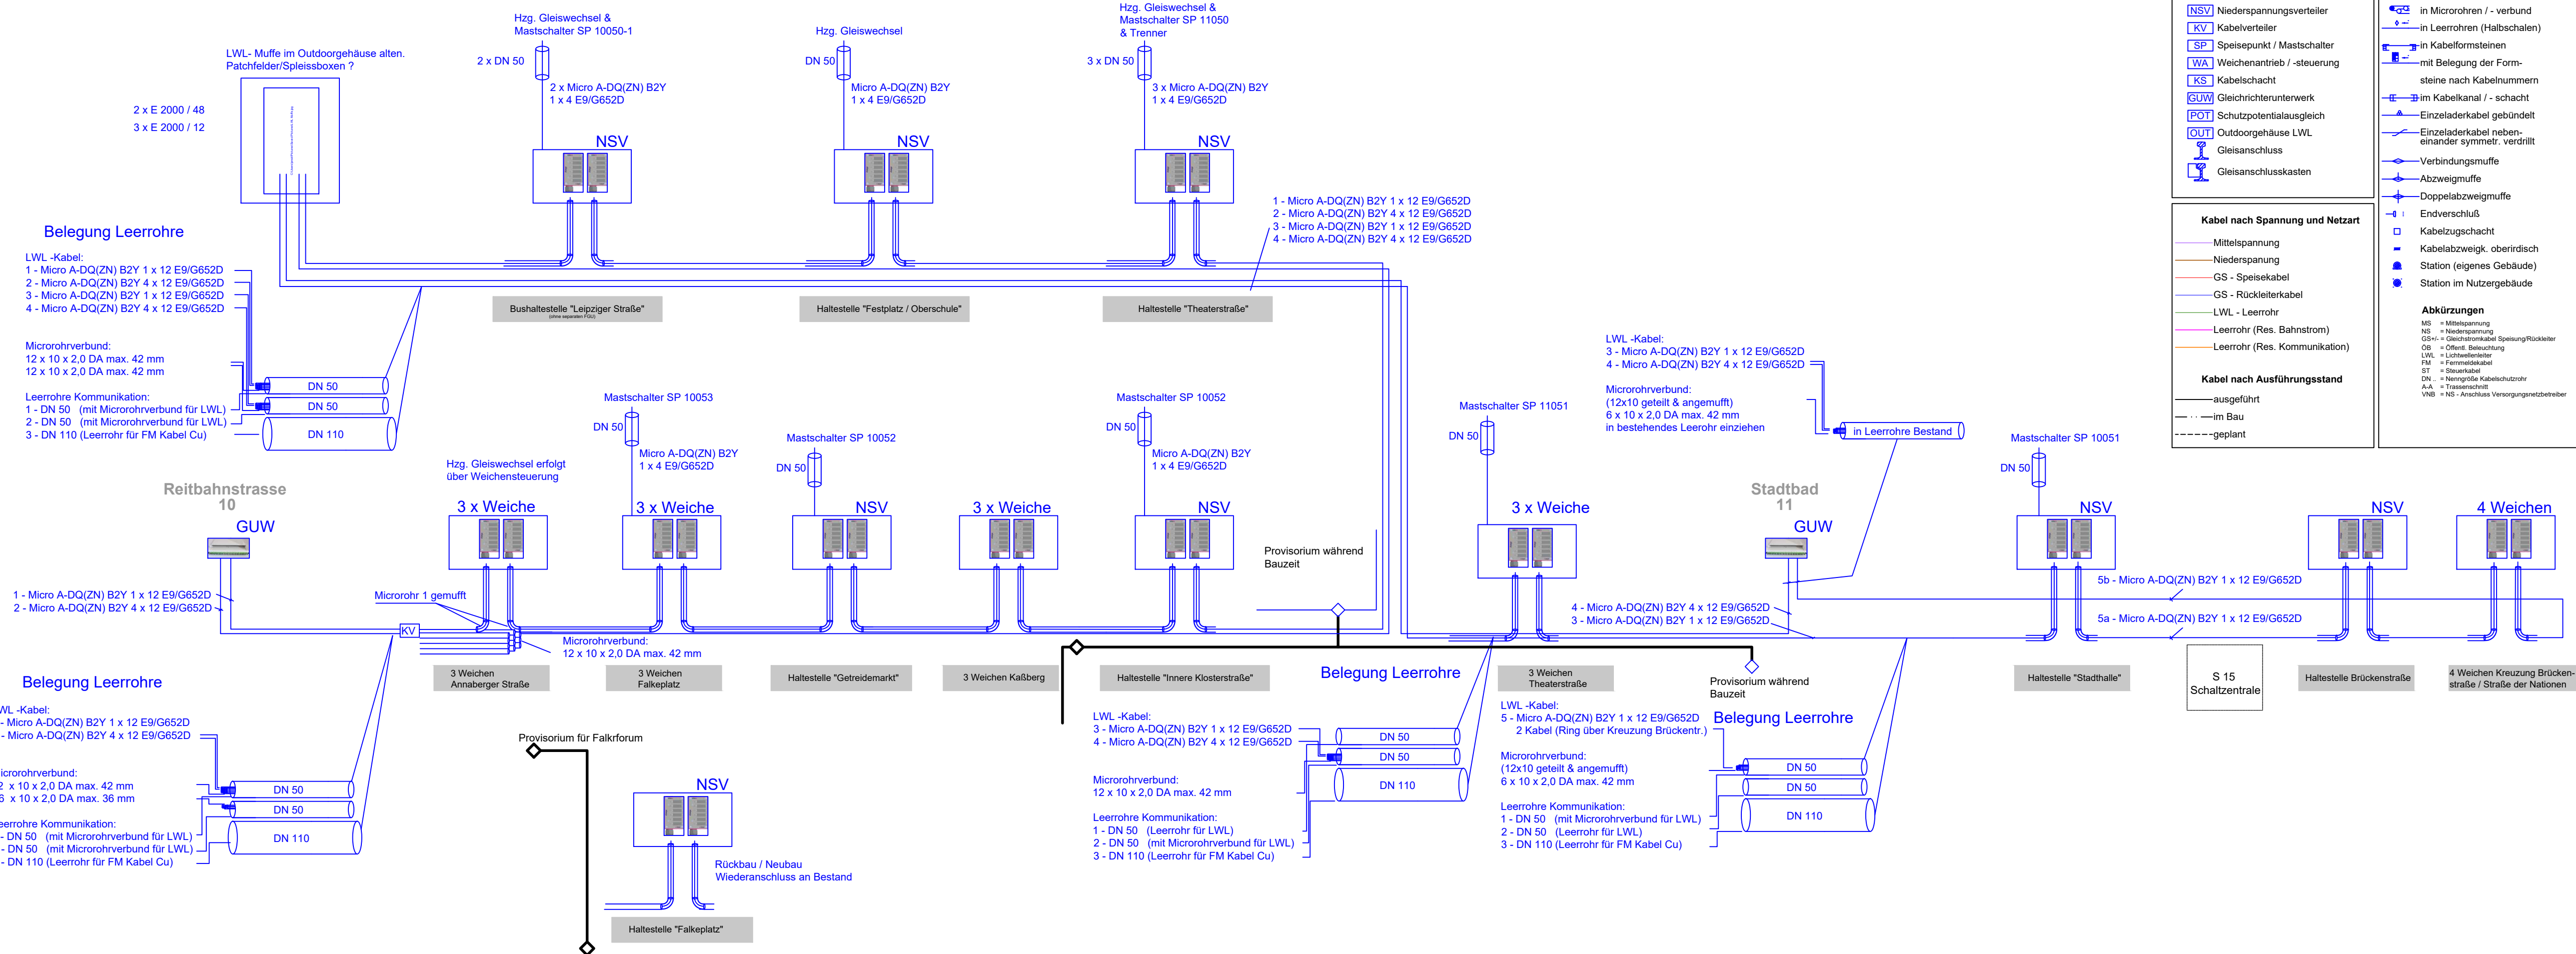 Hzg. Gleiswechsel &
Mastschalter SP 10050-1
2 x DN 50
2 x Micro A-DQ(ZN) B2Y
1 x 4 E9/G652D
NSV
Hzg. Gleiswechsel
DN 50
Micro A-DQ(ZN) B2Y
1 x 4 E9/G652D
NSV
Hzg. Gleiswechsel &
Mastschalter SP 11050
& Trenner
3 x DN 50
3 x Micro A-DQ(ZN) B2Y
1 x 4 E9/G652D
NSV
LWL- Muffe im Outdoorgehäuse alten.
Patchfelder/Spleissboxen ?
2 x E 2000 / 48
3 x E 2000 / 12
1 - Micro A-DQ(ZN) B2Y 1 x 12 E9/G652D
2 - Micro A-DQ(ZN) B2Y 4 x 12 E9/G652D
3 - Micro A-DQ(ZN) B2Y 1 x 12 E9/G652D
4 - Micro A-DQ(ZN) B2Y 4 x 12 E9/G652D
Belegung Leerrohre
LWL -Kabel:
1 - Micro A-DQ(ZN) B2Y 1 x 12 E9/G652D
2 - Micro A-DQ(ZN) B2Y 4 x 12 E9/G652D
3 - Micro A-DQ(ZN) B2Y 1 x 12 E9/G652D
4 - Micro A-DQ(ZN) B2Y 4 x 12 E9/G652D
Microrohrverbund:
12 x 10 x 2,0 DA max. 42 mm
12 x 10 x 2,0 DA max. 42 mm
Leerrohre Kommunikation:
1 - DN 50 (mit Microrohrverbund für LWL)
2 - DN 50 (mit Microrohrverbund für LWL)
3 - DN 110 (Leerrohr für FM Kabel Cu)
DN 50
DN 50
DN 110
Bushaltestelle "Leipziger Straße"
(ohne separaten FGU)
Haltestelle "Festplatz / Oberschule"
Haltestelle "Theaterstraße"
NSV Niederspannungsverteiler
KV Kabelverteiler
SP Speisepunkt / Mastschalter
WA Weichenantrieb / -steuerung
KS Kabelschacht
GUW Gleichrichterunterwerk
POT Schutzpotentialausgleich
OUT Outdoorgehäuse LWL
Gleisanschluss
Gleisanschlusskasten
Kabel nach Spannung und Netzart
Mittelspannung
Niederspanung
GS - Speisekabel
GS - Rückleiterkabel
LWL - Leerrohr
Leerrohr (Res. Bahnstrom)
Leerrohr (Res. Kommunikation)
Kabel nach Ausführungsstand
ausgeführt
im Bau
geplant
in Microrohren / - verbund
in Leerrohren (Halbschalen)
in Kabelformsteinen
mit Belegung der Form-
steine nach Kabelnummern
im Kabelkanal / - schacht
Einzeladerkabel gebündelt
Einzeladerkabel neben-
einander symmetr. verdrillt
Verbindungsmuffe
Abzweigmuffe
Doppelabzweigmuffe
Endverschluß
Kabelzugschacht
Kabelabzweigk. oberirdisch
Station (eigenes Gebäude)
Station im Nutzergebäude
Abkürzungen
MS = Mittelspannung
NS = Niederspannung
GS+/- = Gleichstromkabel Speisung/Rückleiter
ÖB = Öffentl. Beleuchtung
LWL = Lichtwellenleiter
FM = Fernmeldekabel
ST = Steuerkabel
DN .. = Nenngröße Kabelschutzrohr
A-A = Trassenschnitt
VNB = NS - Anschluss Versorgungsnetzbetreiber
LWL -Kabel:
3 - Micro A-DQ(ZN) B2Y 1 x 12 E9/G652D
4 - Micro A-DQ(ZN) B2Y 4 x 12 E9/G652D
Microrohrverbund:
(12x10 geteilt & angemufft)
6 x 10 x 2,0 DA max. 42 mm
in bestehendes Leerohr einziehen
in Leerrohre Bestand
Reitbahnstrasse
10
GUW
Hzg. Gleiswechsel erfolgt
über Weichensteuerung
3 x Weiche
Mastschalter SP 10053
DN 50
Micro A-DQ(ZN) B2Y
1 x 4 E9/G652D
3 x Weiche
Mastschalter SP 10052
DN 50
NSV
3 x Weiche
Mastschalter SP 10052
DN 50
Micro A-DQ(ZN) B2Y
1 x 4 E9/G652D
NSV
Provisorium während
Bauzeit
Mastschalter SP 11051
DN 50
3 x Weiche
Stadtbad
11
GUW
Mastschalter SP 10051
DN 50
NSV
NSV
4 Weichen
1 - Micro A-DQ(ZN) B2Y 1 x 12 E9/G652D
2 - Micro A-DQ(ZN) B2Y 4 x 12 E9/G652D
Microrohr 1 gemufft
KV
Microrohrverbund:
12 x 10 x 2,0 DA max. 42 mm
4 - Micro A-DQ(ZN) B2Y 4 x 12 E9/G652D
3 - Micro A-DQ(ZN) B2Y 1 x 12 E9/G652D
5b - Micro A-DQ(ZN) B2Y 1 x 12 E9/G652D
5a - Micro A-DQ(ZN) B2Y 1 x 12 E9/G652D
3 Weichen
Annaberger Straße
3 Weichen
Falkeplatz
Haltestelle "Getreidemarkt"
3 Weichen Kaßberg
Haltestelle "Innere Klosterstraße"
3 Weichen
Theaterstraße
Provisorium während
Bauzeit
Haltestelle "Stadthalle"
S 15
Schaltzentrale
Haltestelle Brückenstraße
4 Weichen Kreuzung Brücken-
straße / Straße der Nationen
Belegung Leerrohre
WL -Kabel:
- Micro A-DQ(ZN) B2Y 1 x 12 E9/G652D
- Micro A-DQ(ZN) B2Y 4 x 12 E9/G652D
icrorohrverbund:
2 x 10 x 2,0 DA max. 42 mm
6 x 10 x 2,0 DA max. 36 mm
eerrohre Kommunikation:
- DN 50 (mit Microrohrverbund für LWL)
- DN 50 (mit Microrohrverbund für LWL)
- DN 110 (Leerrohr für FM Kabel Cu)
DN 50
DN 50
DN 110
Provisorium für Falkrforum
NSV
Rückbau / Neubau
Wiederanschluss an Bestand
Haltestelle "Falkeplatz"
Belegung Leerrohre
LWL -Kabel:
3 - Micro A-DQ(ZN) B2Y 1 x 12 E9/G652D
4 - Micro A-DQ(ZN) B2Y 4 x 12 E9/G652D
Microrohrverbund:
12 x 10 x 2,0 DA max. 42 mm
Leerrohre Kommunikation:
1 - DN 50 (Leerrohr für LWL)
2 - DN 50 (mit Microrohrverbund für LWL)
3 - DN 110 (Leerrohr für FM Kabel Cu)
DN 50
DN 50
DN 110
Belegung Leerrohre
LWL -Kabel:
5 - Micro A-DQ(ZN) B2Y 1 x 12 E9/G652D
2 Kabel (Ring über Kreuzung Brückentr.)
Microrohrverbund:
(12x10 geteilt & angemufft)
6 x 10 x 2,0 DA max. 42 mm
Leerrohre Kommunikation:
1 - DN 50 (mit Microrohrverbund für LWL)
2 - DN 50 (Leerrohr für LWL)
3 - DN 110 (Leerrohr für FM Kabel Cu)
DN 50
DN 50
DN 110